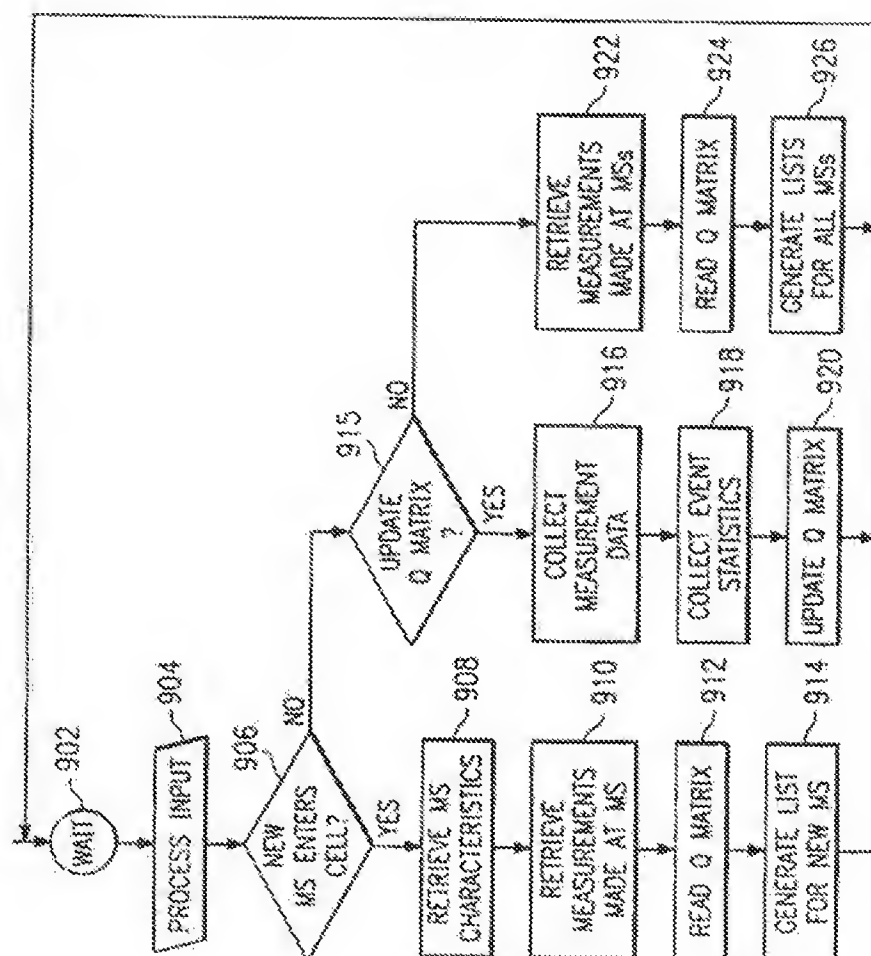 902
WAIT
904
PROCESS INPUT
906
NEW
MS ENTERS
CELL?
NO
YES
908
RETRIEVE MS
CHARACTERISTICS
910
RETRIEVE
MEASUREMENTS
MADE AT MS
912
READ Q MATRIX
914
GENERATE LIST
FOR NEW MS
915
UPDATE
Q MATRIX
?
NO
YES
916
COLLECT
MEASUREMENT
DATA
918
COLLECT EVENT
STATISTICS
920
UPDATE Q MATRIX
922
RETRIEVE
MEASUREMENTS
MADE AT MSs
924
READ Q MATRIX
926
GENERATE LISTS
FOR ALL MSs